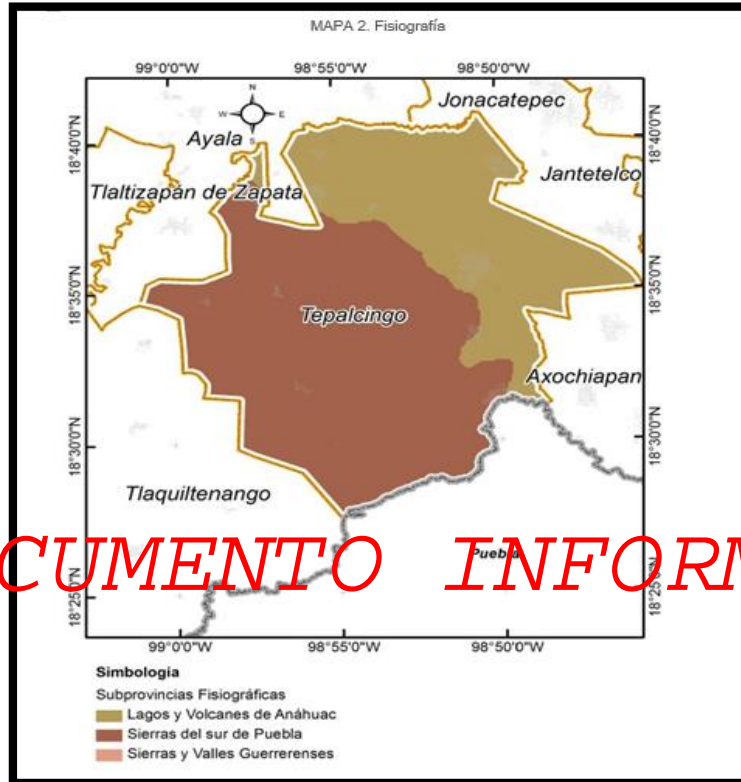 MAPA 2. Fisiografía
99°0'0"W 98°55'0"W 98°50'0"W
N
W E
S
Jonacatepec
Ayala
18°40'0"N 18°40'0"N
Jantetelco
Tlaltizapán de Zapata
18°35'0"N 18°35'0"N
Tepalcingo
Axochiapan
18°30'0"N 18°30'0"N
Tlaquiltenango
Puebla
CUMENTO INFORM
18°25'0"N 18°25'0"N
99°0'0"W 98°55'0"W 98°50'0"W
Simbología
Subprovincias Fisiográficas
Lagos y Volcanes de Anáhuac
Sierras del sur de Puebla
Sierras y Valles Guerrerenses